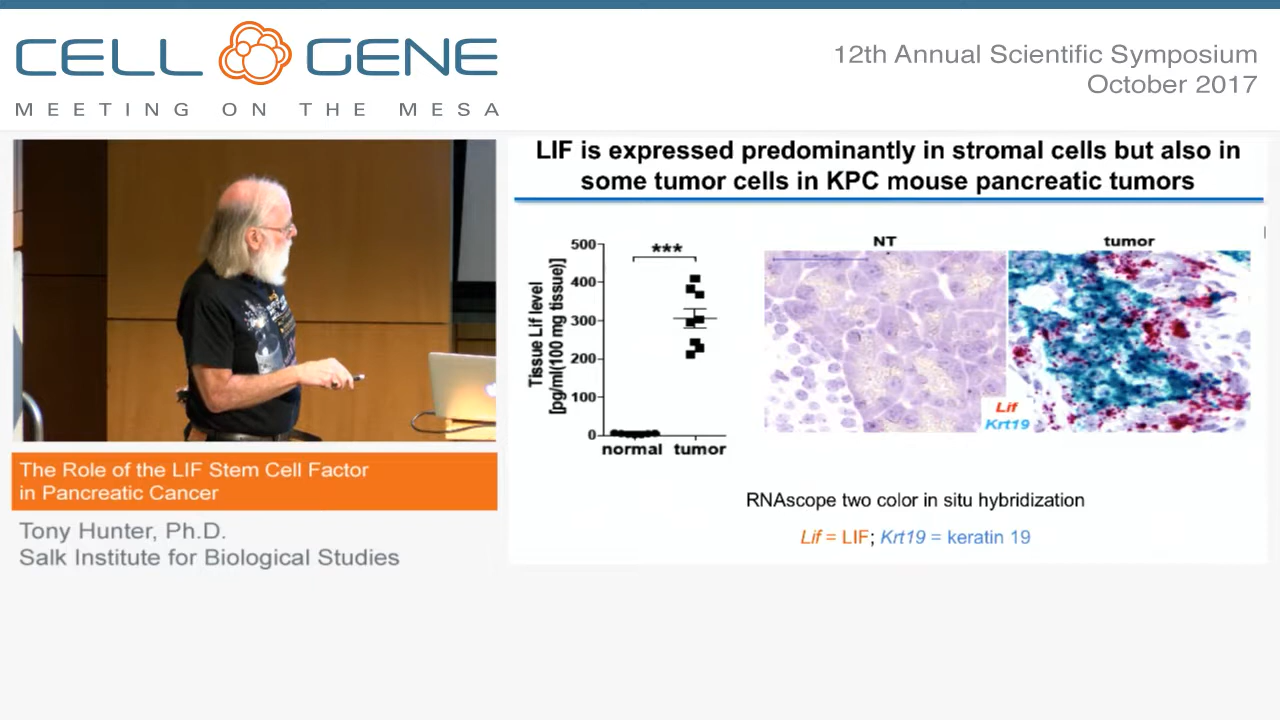 CELL GENE
MEETING ON THE MESA
12th Annual Scientific Symposium
October 2017
The Role of the LIF Stem Cell Factor
in Pancreatic Cancer
Tony Hunter, Ph.D.
Salk Institute for Biological Studies
LIF is expressed predominantly in stromal cells but also in
some tumor cells in KPC mouse pancreatic tumors
Tissue Lif level
[pg/ml(100 mg tissue)]
500
400
300
200
100
0
***
normal tumor
NT
tumor
Lif
Krt19
RNAscope two color in situ hybridization
Lif = LIF; Krt19 = keratin 19